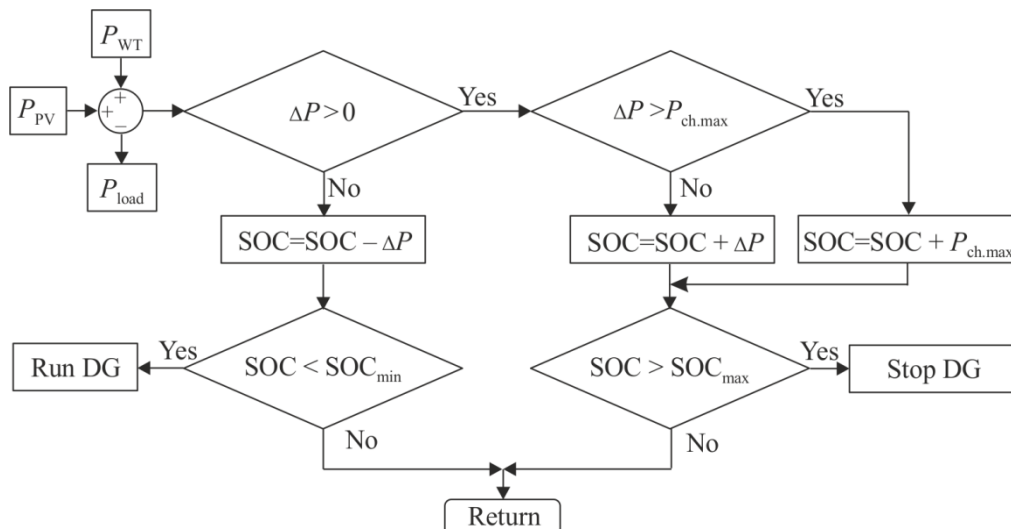 P_WT
P_PV
+
+
−
P_load
ΔP>0
Yes
ΔP>P_ch.max
Yes
No
No
SOC=SOC – ΔP
SOC=SOC + ΔP
SOC=SOC + P_ch.max
Run DG
Yes
SOC < SOC_min
SOC > SOC_max
Yes
Stop DG
No
No
Return